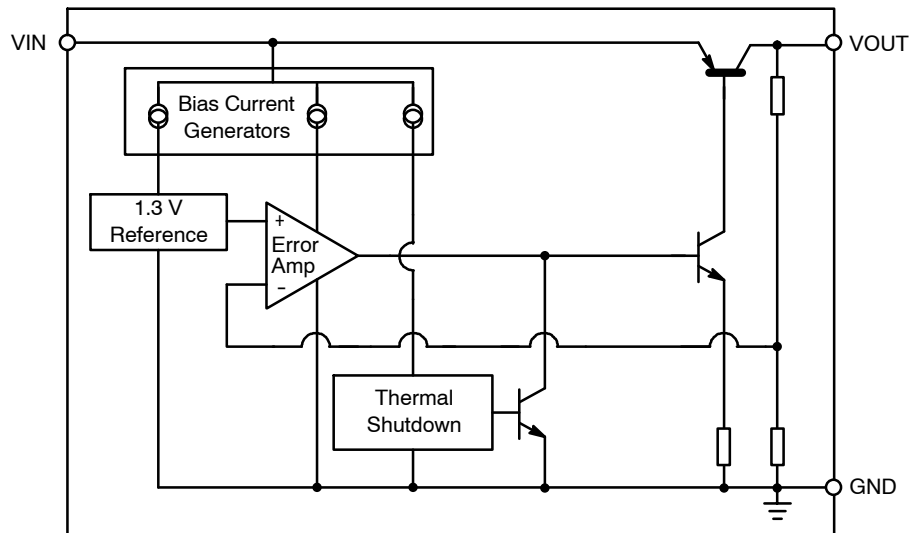 VIN
VOUT
Bias Current
Generators
1.3 V
Reference
+
Error
Amp
−
Thermal
Shutdown
GND